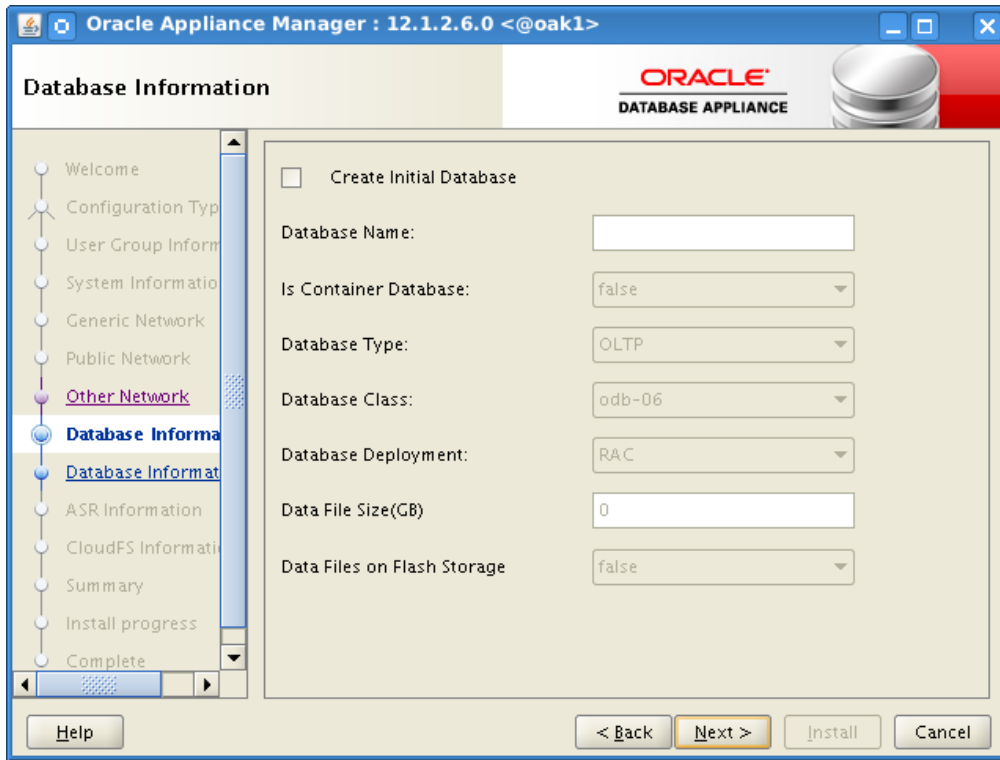 Oracle Appliance Manager : 12.1.2.6.0 <@oak1>
Database Information
ORACLE
DATABASE APPLIANCE
Welcome
Configuration Typ
User Group Inform
System Informatio
Generic Network
Public Network
Other Network
Database Informa
Database Informat
ASR Information
CloudFS Informati
Summary
Install progress
Complete
Create Initial Database
Database Name:
Is Container Database: false
Database Type: OLTP
Database Class: odb-06
Database Deployment: RAC
Data File Size(GB) 0
Data Files on Flash Storage false
Help < Back Next > Install Cancel